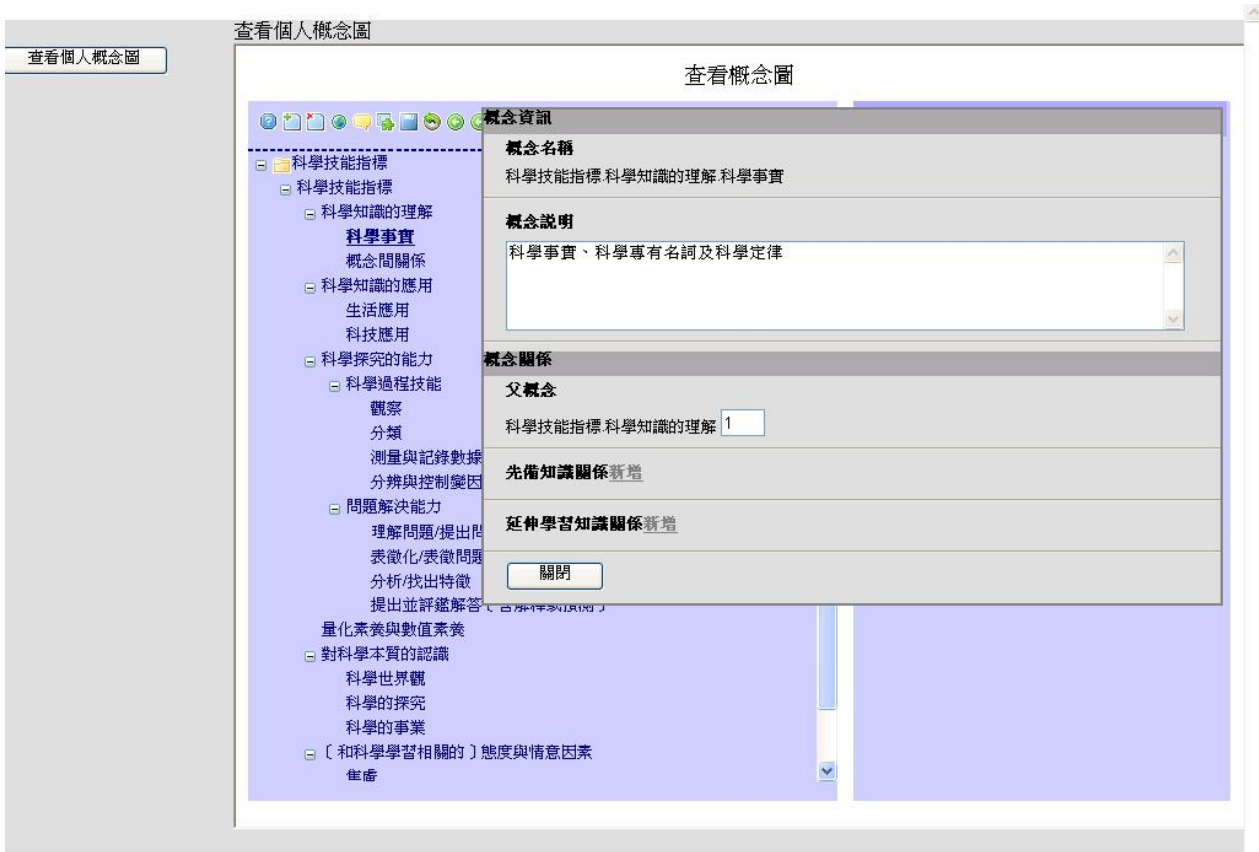 查看個人概念圖
查看個人概念圖
查看概念圖
科學技能指標
科學技能指標
科學知識的理解
科學事實
概念間關係
科學知識的應用
生活應用
科技應用
科學探究的能力
科學過程技能
觀察
分類
測量與記錄數據
分辨與控制變因
問題解決能力
理解問題/提出
表徵化/表徵問題
分析/找出特徵
提出並評鑑解答
量化素養與數值素養
對科學本質的認識
科學世界觀
科學的探究
科學的事業
〔和科學學習相關的〕態度與情意因素
焦慮
概念資訊
概念名稱
科學技能指標.科學知識的理解.科學事實
概念說明
科學事實、科學專有名詞及科學定律
概念關係
父概念
科學技能指標.科學知識的理解 1
先備知識關係新增
延伸學習知識關係新增
關閉